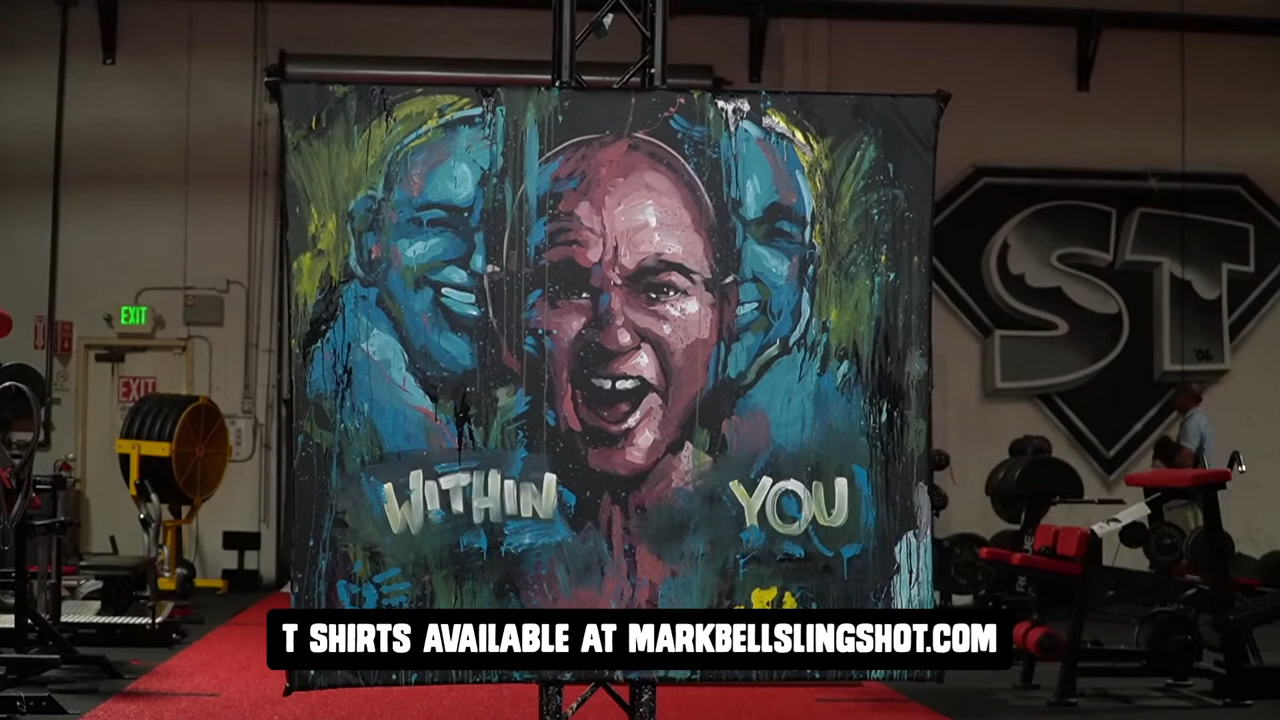 EXIT
EXIT
ST
'06
WITHIN YOU
T SHIRTS AVAILABLE AT MARKBELLSLINGSHOT.COM